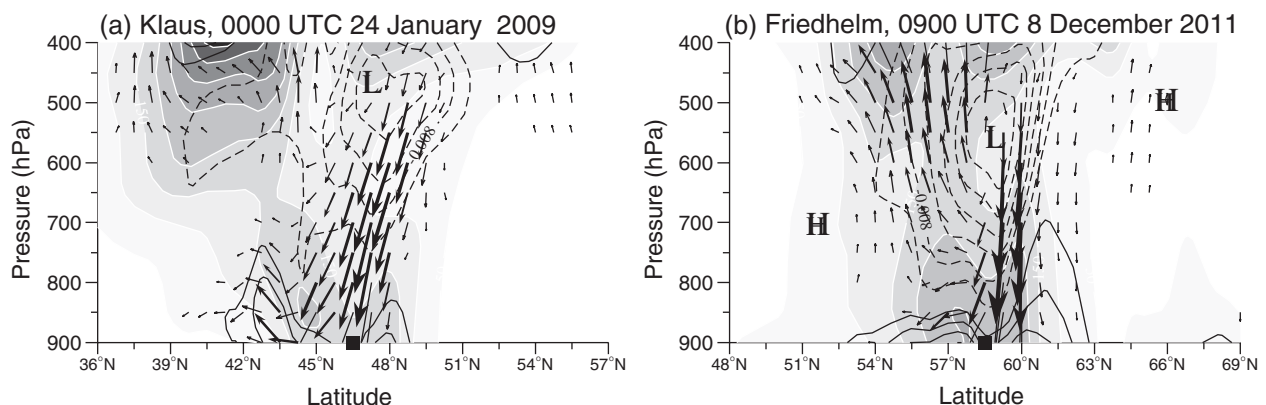 (a) Klaus, 0000 UTC 24 January 2009
400
500
600
700
800
900
Pressure (hPa)
L
0.008
36°N 39°N 42°N 45°N 48°N 51°N 54°N 57°N
Latitude
(b) Friedhelm, 0900 UTC 8 December 2011
400
500
600
700
800
900
Pressure (hPa)
H
L
H
0.008
48°N 51°N 54°N 57°N 60°N 63°N 66°N 69°N
Latitude